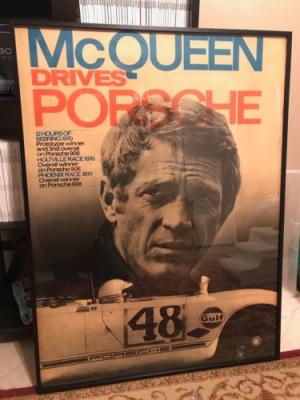 McQUEEN
DRIVES
PORSCHE
12 HOURS OF
SEBRING 1970
Prototype winner
and 2nd overall
on Porsche 908
HOLTVILLE RACE 1970
Overall winner
on Porsche 908
PHOENIX RACE 1970
Overall winner
on Porsche 908
48
Gulf
PORSCHE